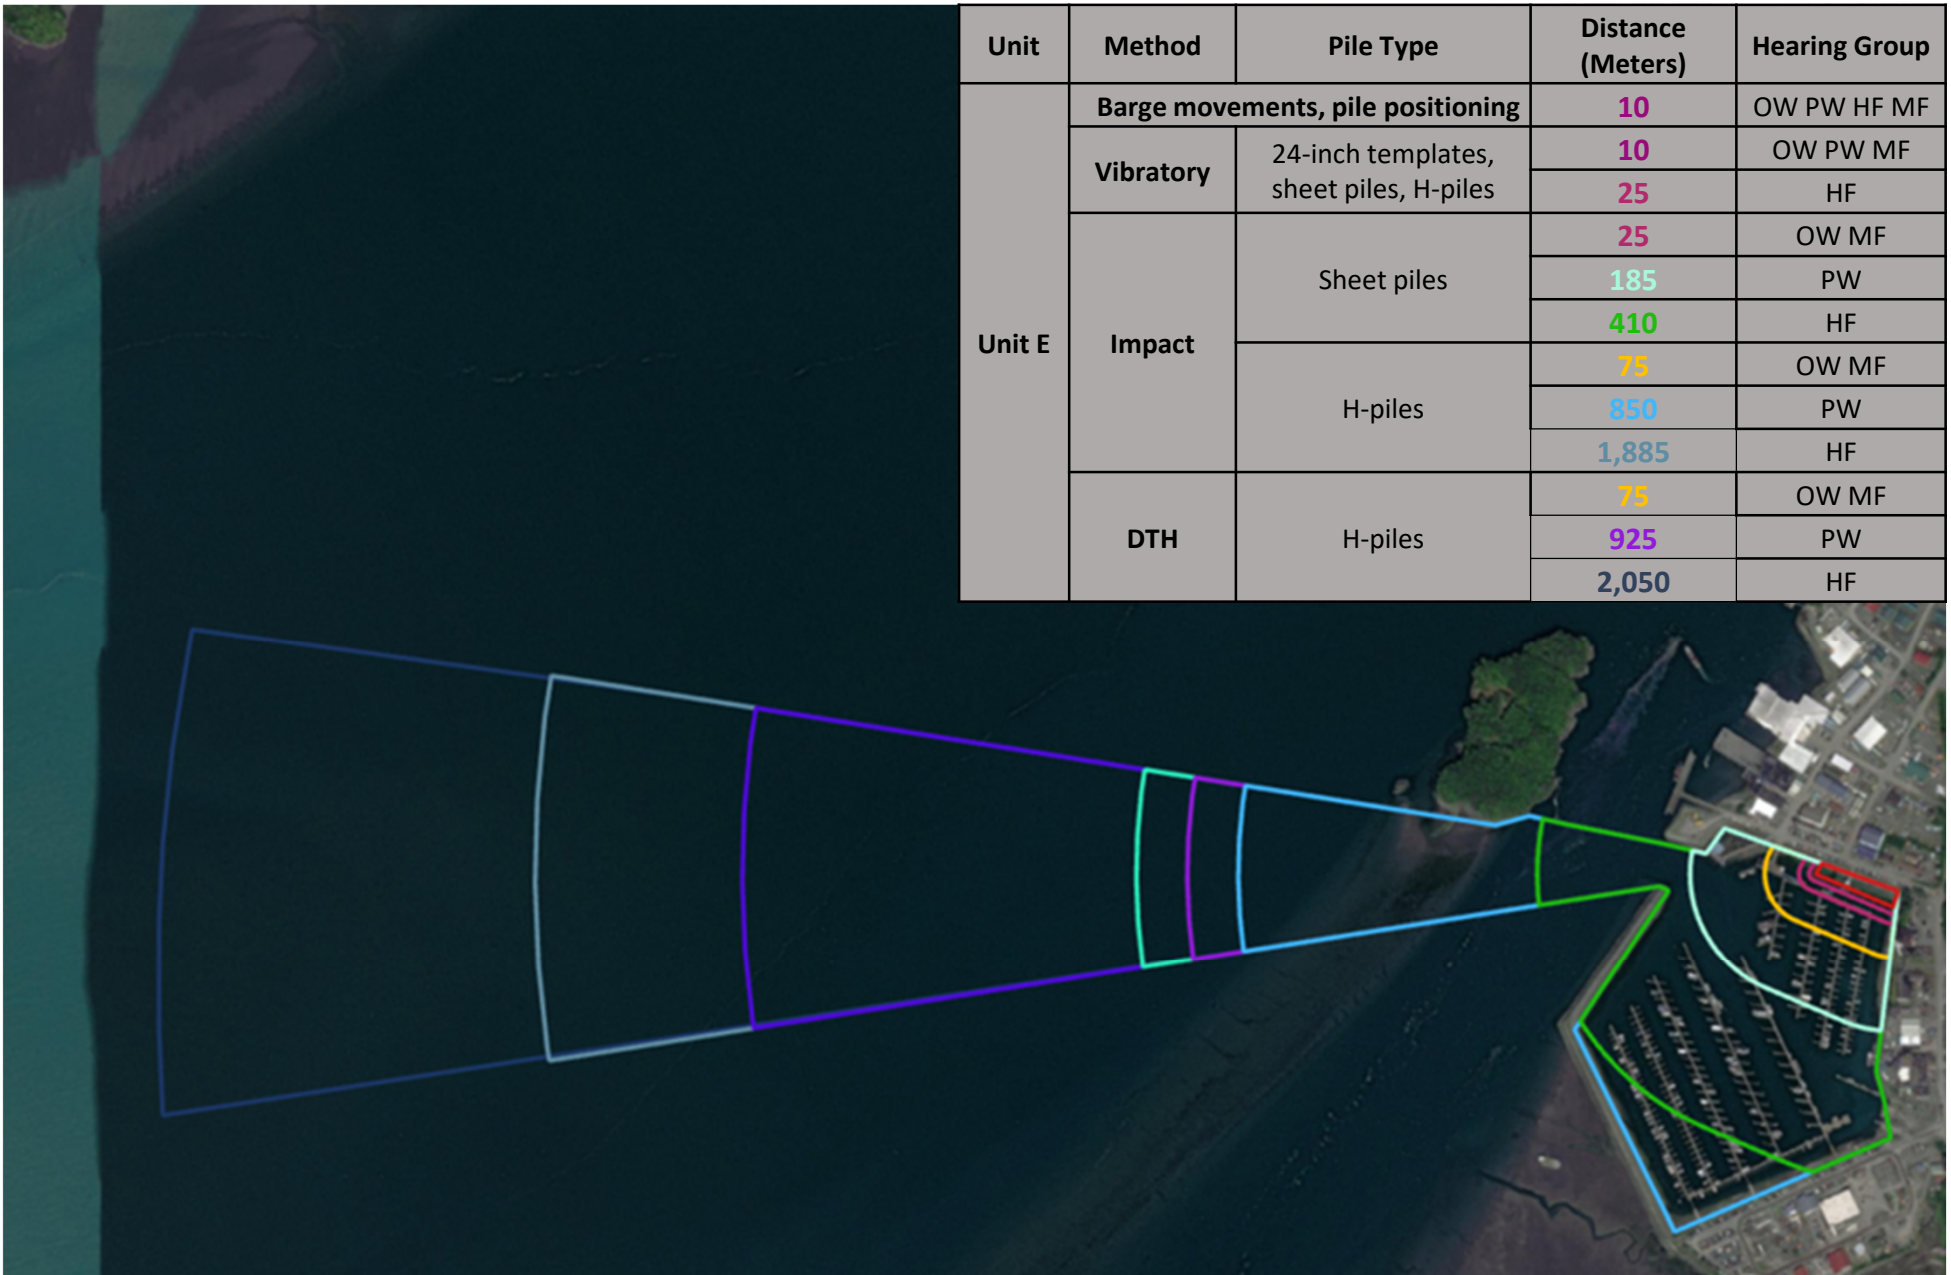 Unit Method Pile Type Distance (Meters) Hearing Group
Unit E
Barge movements, pile positioning 10 OW PW HF MF
Vibratory 24-inch templates, sheet piles, H-piles 10 OW PW MF
25 HF
Impact Sheet piles 25 OW MF
185 PW
410 HF
H-piles 75 OW MF
850 PW
1,885 HF
DTH H-piles 75 OW MF
925 PW
2,050 HF